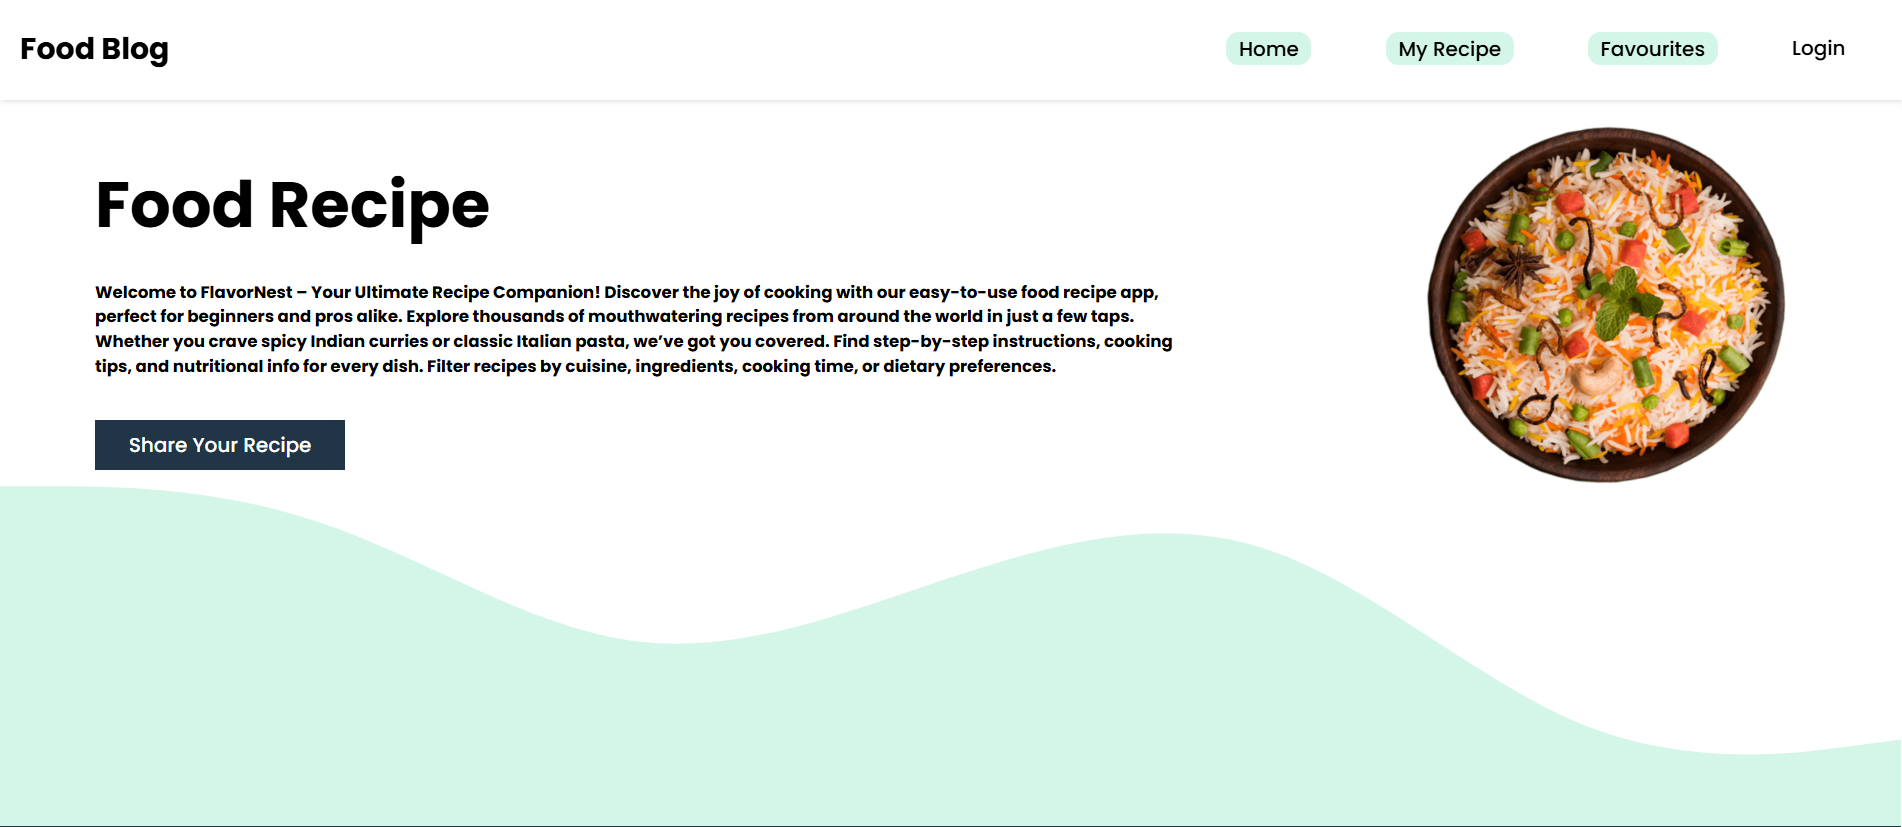 Food Blog
Home
My Recipe
Favourites
Login
Food Recipe
Welcome to FlavorNest – Your Ultimate Recipe Companion! Discover the joy of cooking with our easy-to-use food recipe app,
perfect for beginners and pros alike. Explore thousands of mouthwatering recipes from around the world in just a few taps.
Whether you crave spicy Indian curries or classic Italian pasta, we’ve got you covered. Find step-by-step instructions, cooking
tips, and nutritional info for every dish. Filter recipes by cuisine, ingredients, cooking time, or dietary preferences.
Share Your Recipe